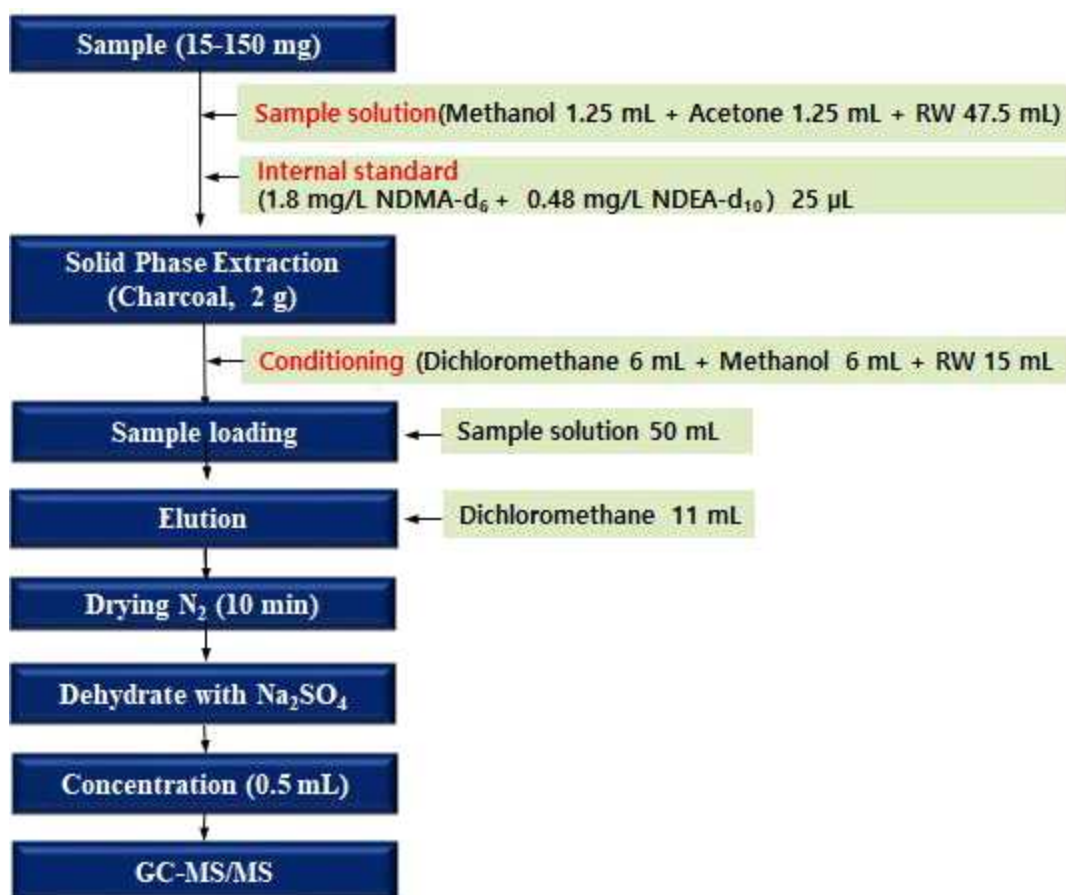 Sample (15-150 mg)
Sample solution(Methanol 1.25 mL + Acetone 1.25 mL + RW 47.5 mL)
Internal standard
(1.8 mg/L NDMA-d₆ + 0.48 mg/L NDEA-d₁₀) 25 µL
Solid Phase Extraction
(Charcoal, 2 g)
Conditioning (Dichloromethane 6 mL + Methanol 6 mL + RW 15 mL
Sample loading
Sample solution 50 mL
Elution
Dichloromethane 11 mL
Drying N₂ (10 min)
Dehydrate with Na₂SO₄
Concentration (0.5 mL)
GC-MS/MS